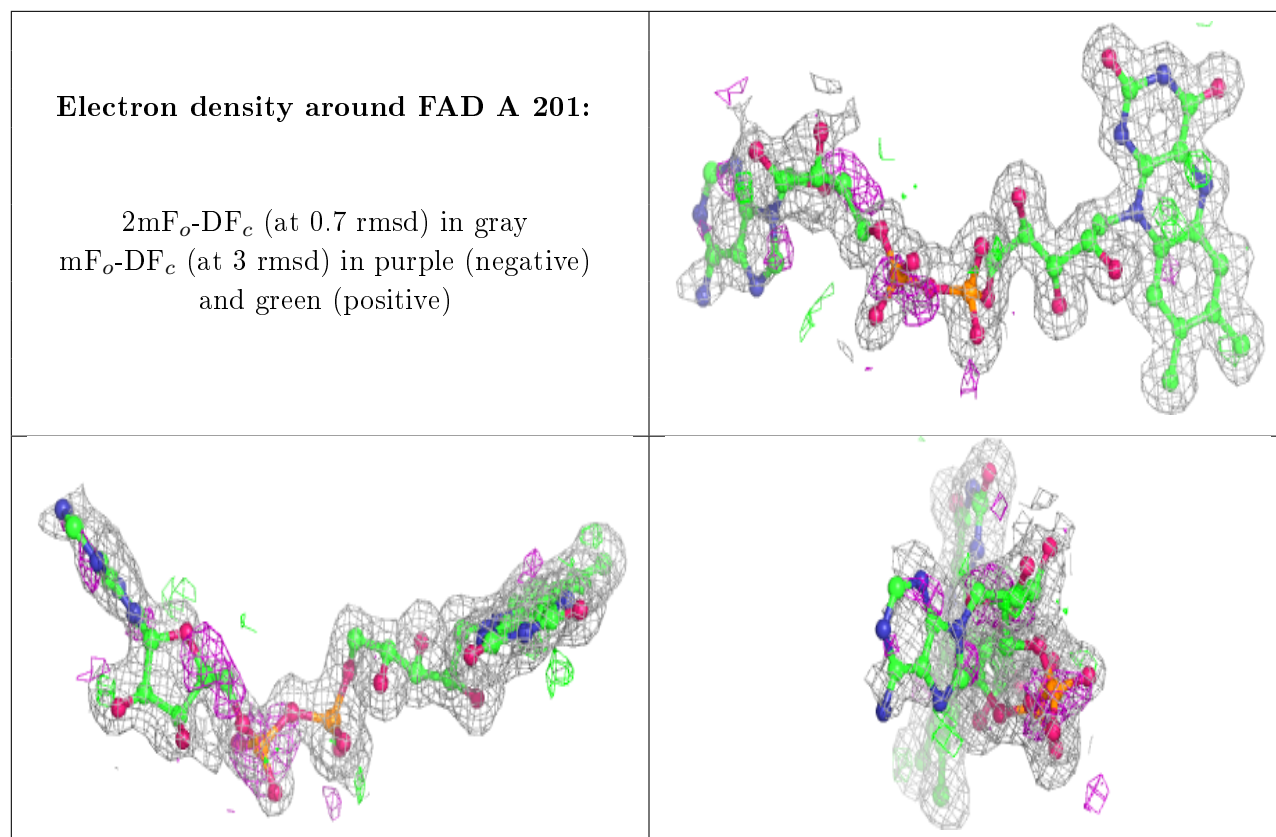 Electron density around FAD A 201:
2mFo-DFc (at 0.7 rmsd) in gray
mFo-DFc (at 3 rmsd) in purple (negative)
and green (positive)